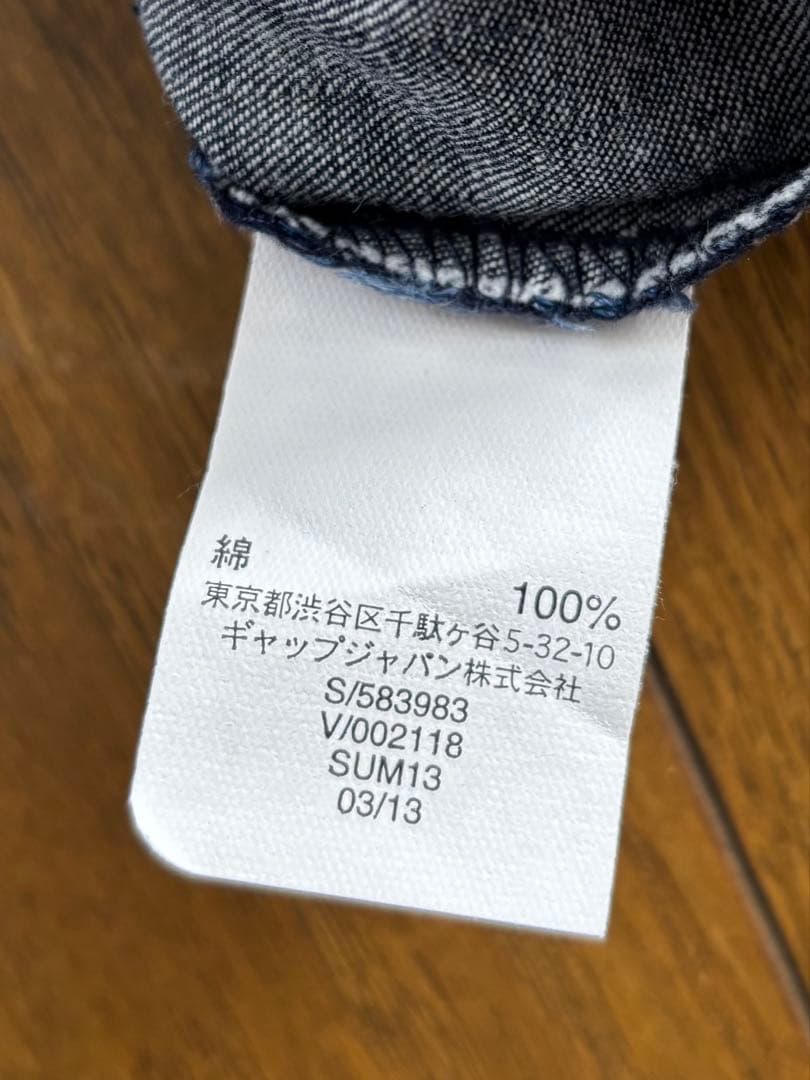 綿 100%
東京都渋谷区千駄ヶ谷5-32-10
ギャップジャパン株式会社
S/583983
V/002118
SUM13
03/13